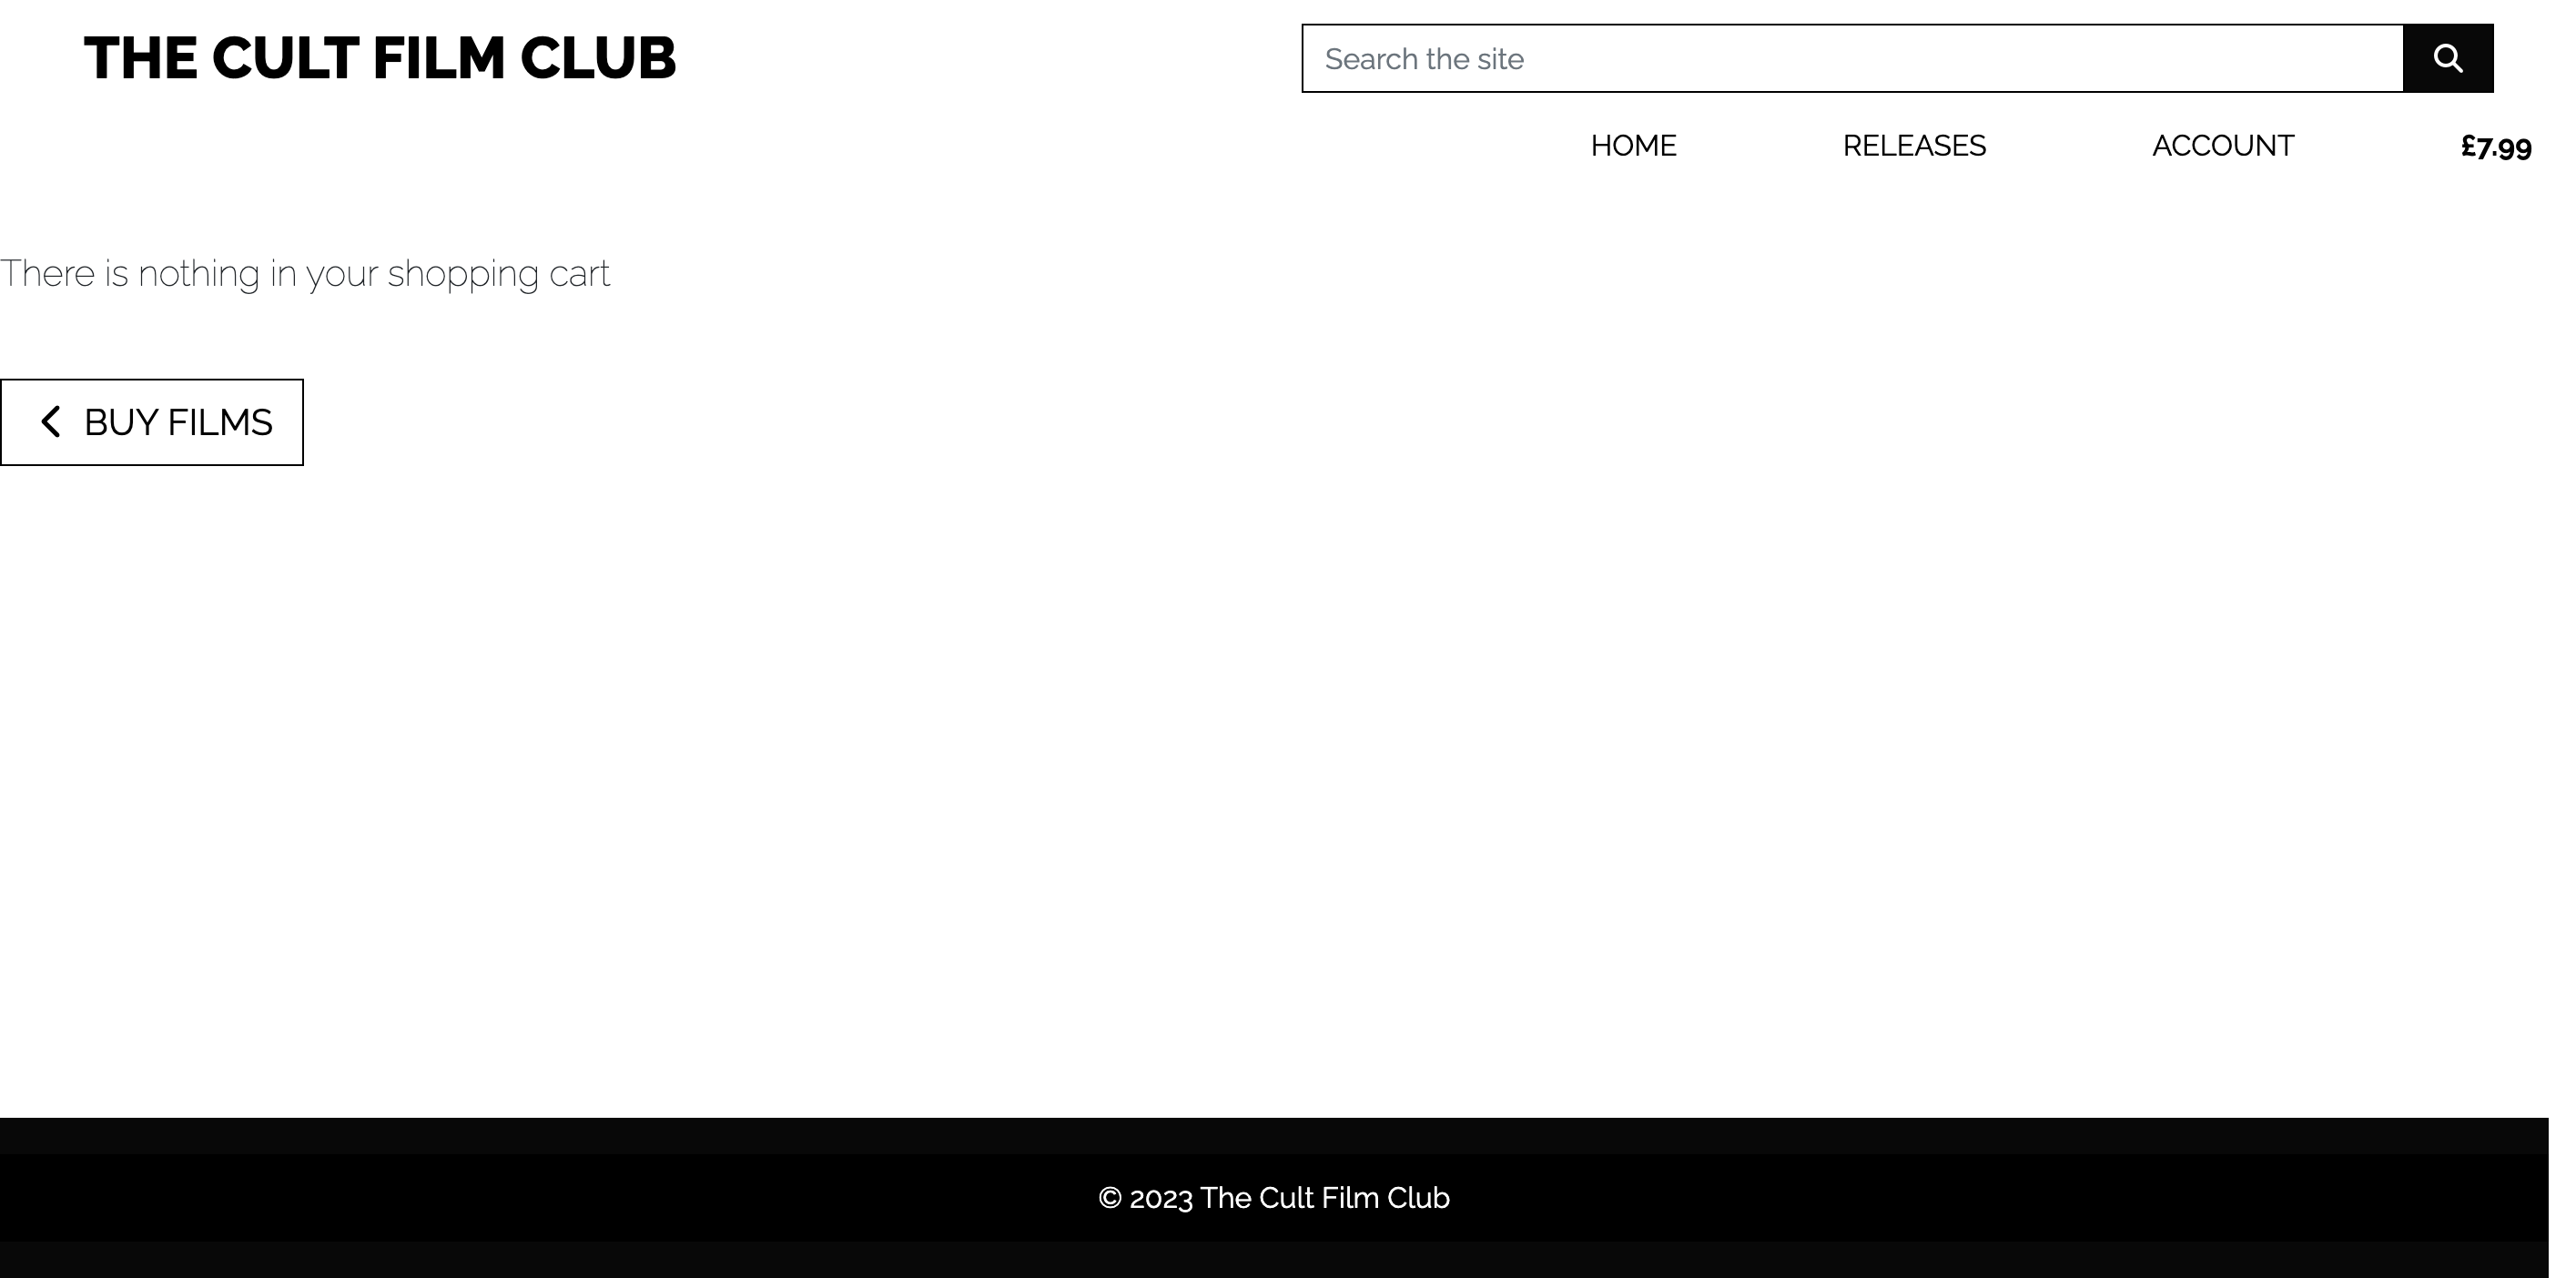 THE CULT FILM CLUB
Search the site
HOME RELEASES ACCOUNT £7.99
There is nothing in your shopping cart
BUY FILMS
© 2023 The Cult Film Club